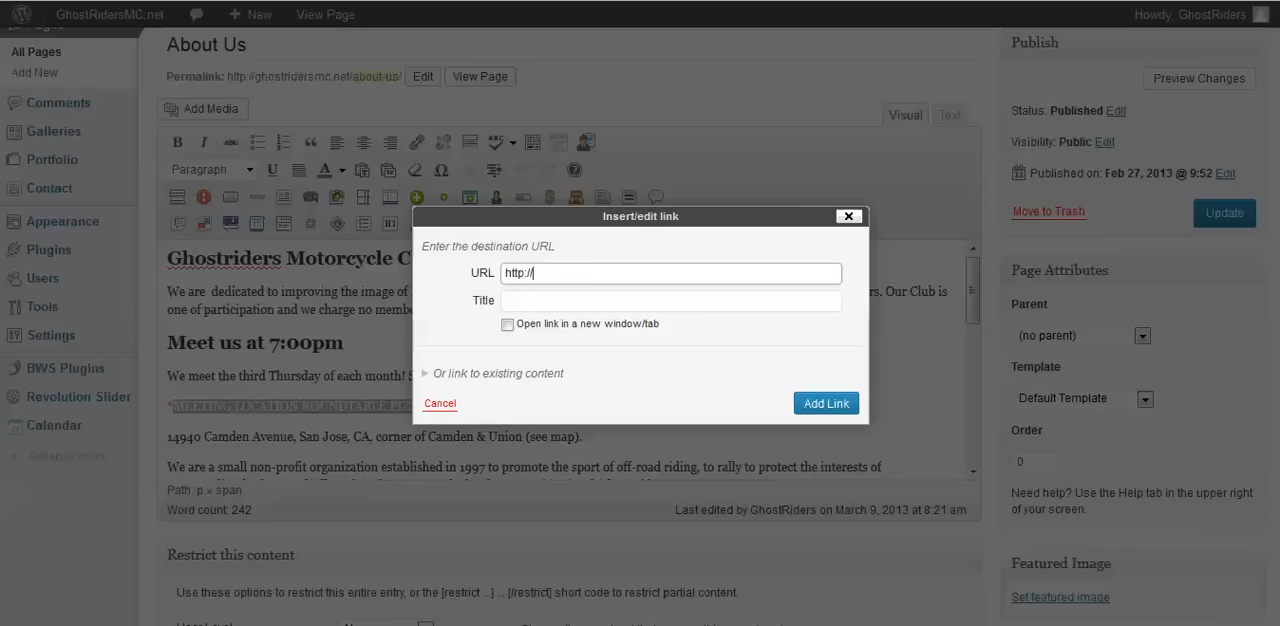 GhostRidersMC.net
New
View Page
Howdy, GhostRiders
All Pages
Add New
Comments
Galleries
Portfolio
Contact
Appearance
Plugins
Users
Tools
Settings
BWS Plugins
Revolution Slider
Calendar
Collapse menu
About Us
Permalink: http://ghostridersmc.net/about-us/ Edit View Page
Add Media
Visual Text
B I ABC ABC
Paragraph U A Ω
Ghostriders Motorcycle C
We are dedicated to improving the image of
rs. Our Club is
one of participation and we charge no memb
Meet us at 7:00pm
We meet the third Thursday of each month! S
*MEETING LOCATION ROUNDTABLE PIZ
14940 Camden Avenue, San Jose, CA, corner of Camden & Union (see map).
We are a small non-profit organization established in 1997 to promote the sport of off-road riding, to rally to protect the interests of
Path: p » span
Word count: 242
Last edited by GhostRiders on March 9, 2013 at 8:21 am
Restrict this content
Use these options to restrict this entire entry, or the [restrict ...] ... [/restrict] short code to restrict partial content.
Insert/edit link
Enter the destination URL
URL http://
Title
Open link in a new window/tab
Or link to existing content
Cancel
Add Link
Publish
Preview Changes
Status: Published Edit
Visibility: Public Edit
Published on: Feb 27, 2013 @ 9:52 Edit
Move to Trash
Update
Page Attributes
Parent
(no parent)
Template
Default Template
Order
0
Need help? Use the Help tab in the upper right
of your screen.
Featured Image
Set featured image